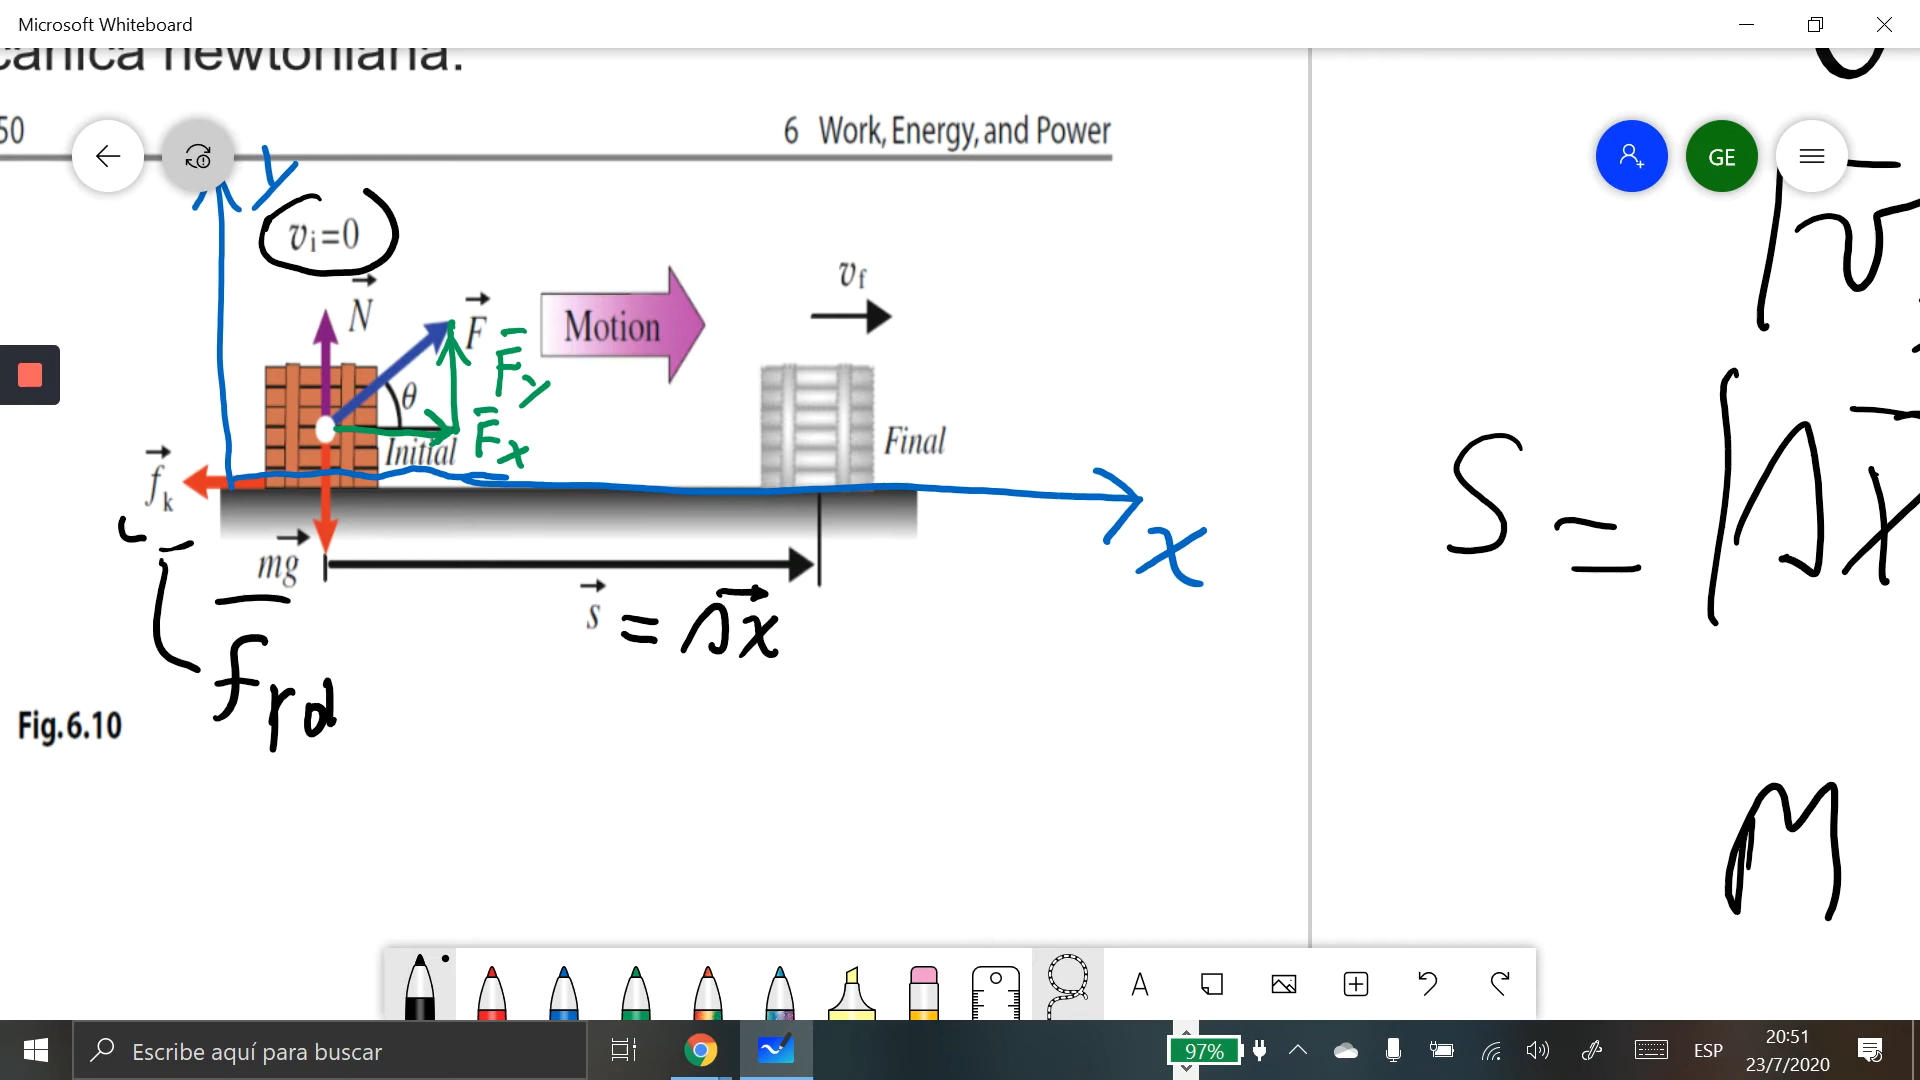 Microsoft Whiteboard
cánica newtoniana.
50
6 Work, Energy, and Power
GE
y
vi=0
N
F
Motion
vf
Fy
θ
Fx
Initial
Final
fk
mg
x
s = Δx
S = |Δx
frd
Fig.6.10
M
A
Escribe aquí para buscar
97%
ESP
20:51
23/7/2020